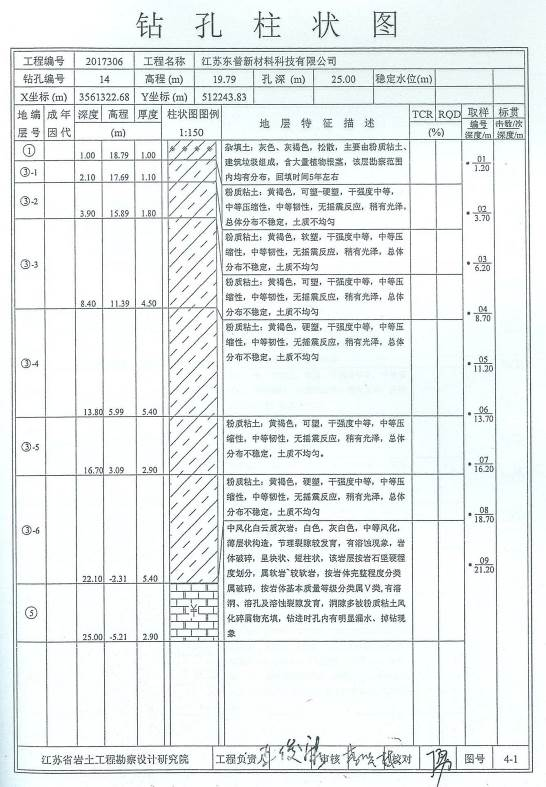 钻孔柱状图
工程编号 2017306 工程名称 江苏东普新材料科技有限公司
钻孔编号 14 高程(m) 19.79 孔深(m) 25.00 稳定水位(m)
X坐标(m) 3561322.68 Y坐标(m) 512243.83
地层编号 成因年代 深度 高程 厚度 (m) 柱状图图例 1:150 地层特征描述 TCR RQD (%) 取样 编号 深度/m 标贯 击数/次 深度/m
① 1.00 18.79 1.00
杂填土:灰色、灰褐色,松散,主要由粉质粘土、
建筑垃圾组成,含大量植物根茎,该层勘察范围
内均有分布,回填时间5年左右
01
1.20
③-1 2.10 17.69 1.10
粉质粘土:黄褐色,可塑-硬塑,干强度中等,
中等压缩性,中等韧性,无摇震反应,稍有光泽,
总体分布不稳定,土质不均匀
02
3.70
③-2 3.90 15.89 1.80
粉质粘土:黄褐色,软塑,干强度中等,中等压
缩性,中等韧性,无摇震反应,稍有光泽,总体
分布不稳定,土质不均匀
03
6.20
③-3 8.40 11.39 4.50
粉质粘土:黄褐色,可塑,干强度中等,中等压
缩性,中等韧性,无摇震反应,稍有光泽,总体
分布不稳定,土质不均匀
04
8.70
③-4 13.80 5.99 5.40
粉质粘土:黄褐色,硬塑,干强度中等,中等压
缩性,中等韧性,无摇震反应,稍有光泽,总体
分布不稳定,土质不均匀
05
11.20
06
13.70
③-5 16.70 3.09 2.90
粉质粘土:黄褐色,可塑,干强度中等,中等压
缩性,中等韧性,无摇震反应,稍有光泽,总体
分布不稳定,土质不均匀。
07
16.20
③-6 22.10 -2.31 5.40
粉质粘土:黄褐色,硬塑,干强度中等,中等压
缩性,中等韧性,无摇震反应,稍有光泽,总体
分布不稳定,土质不均匀
08
18.70
09
21.20
⑤ 25.00 -5.21 2.90
中风化白云质灰岩:白色,灰白色,中等风化,
薄层状构造,节理裂隙较发育,有溶蚀现象,岩
体破碎,呈块状、短柱状,该岩层按岩石坚硬程
度划分,属软岩~较软岩,按岩体完整程度分类
属破碎,按岩体基本质量等级分类属Ⅴ类,有溶
洞、溶孔及溶蚀裂隙发育,洞隙多被粉质粘土风
化碎屑物充填,钻进时孔内有明显漏水、掉钻现
象
江苏省岩土工程勘察设计研究院 工程负责人 审核 校对 图号 4-1